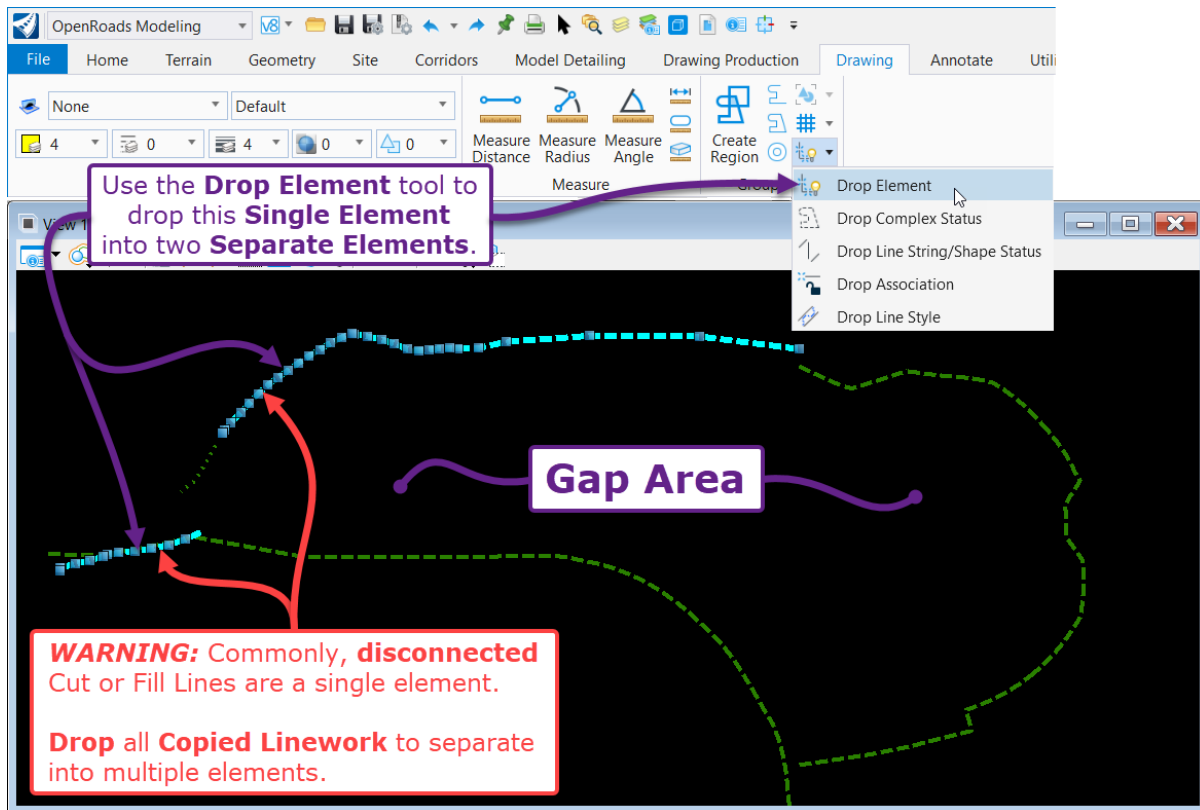 OpenRoads Modeling
V8
File Home Terrain Geometry Site Corridors Model Detailing Drawing Production Drawing Annotate Utili
None Default
4 0 4 0 0
Measure Distance Measure Radius Measure Angle Create Region
Measure
Use the Drop Element tool to
drop this Single Element
into two Separate Elements.
Drop Element
Drop Complex Status
Drop Line String/Shape Status
Drop Association
Drop Line Style
Gap Area
WARNING: Commonly, disconnected
Cut or Fill Lines are a single element.
Drop all Copied Linework to separate
into multiple elements.